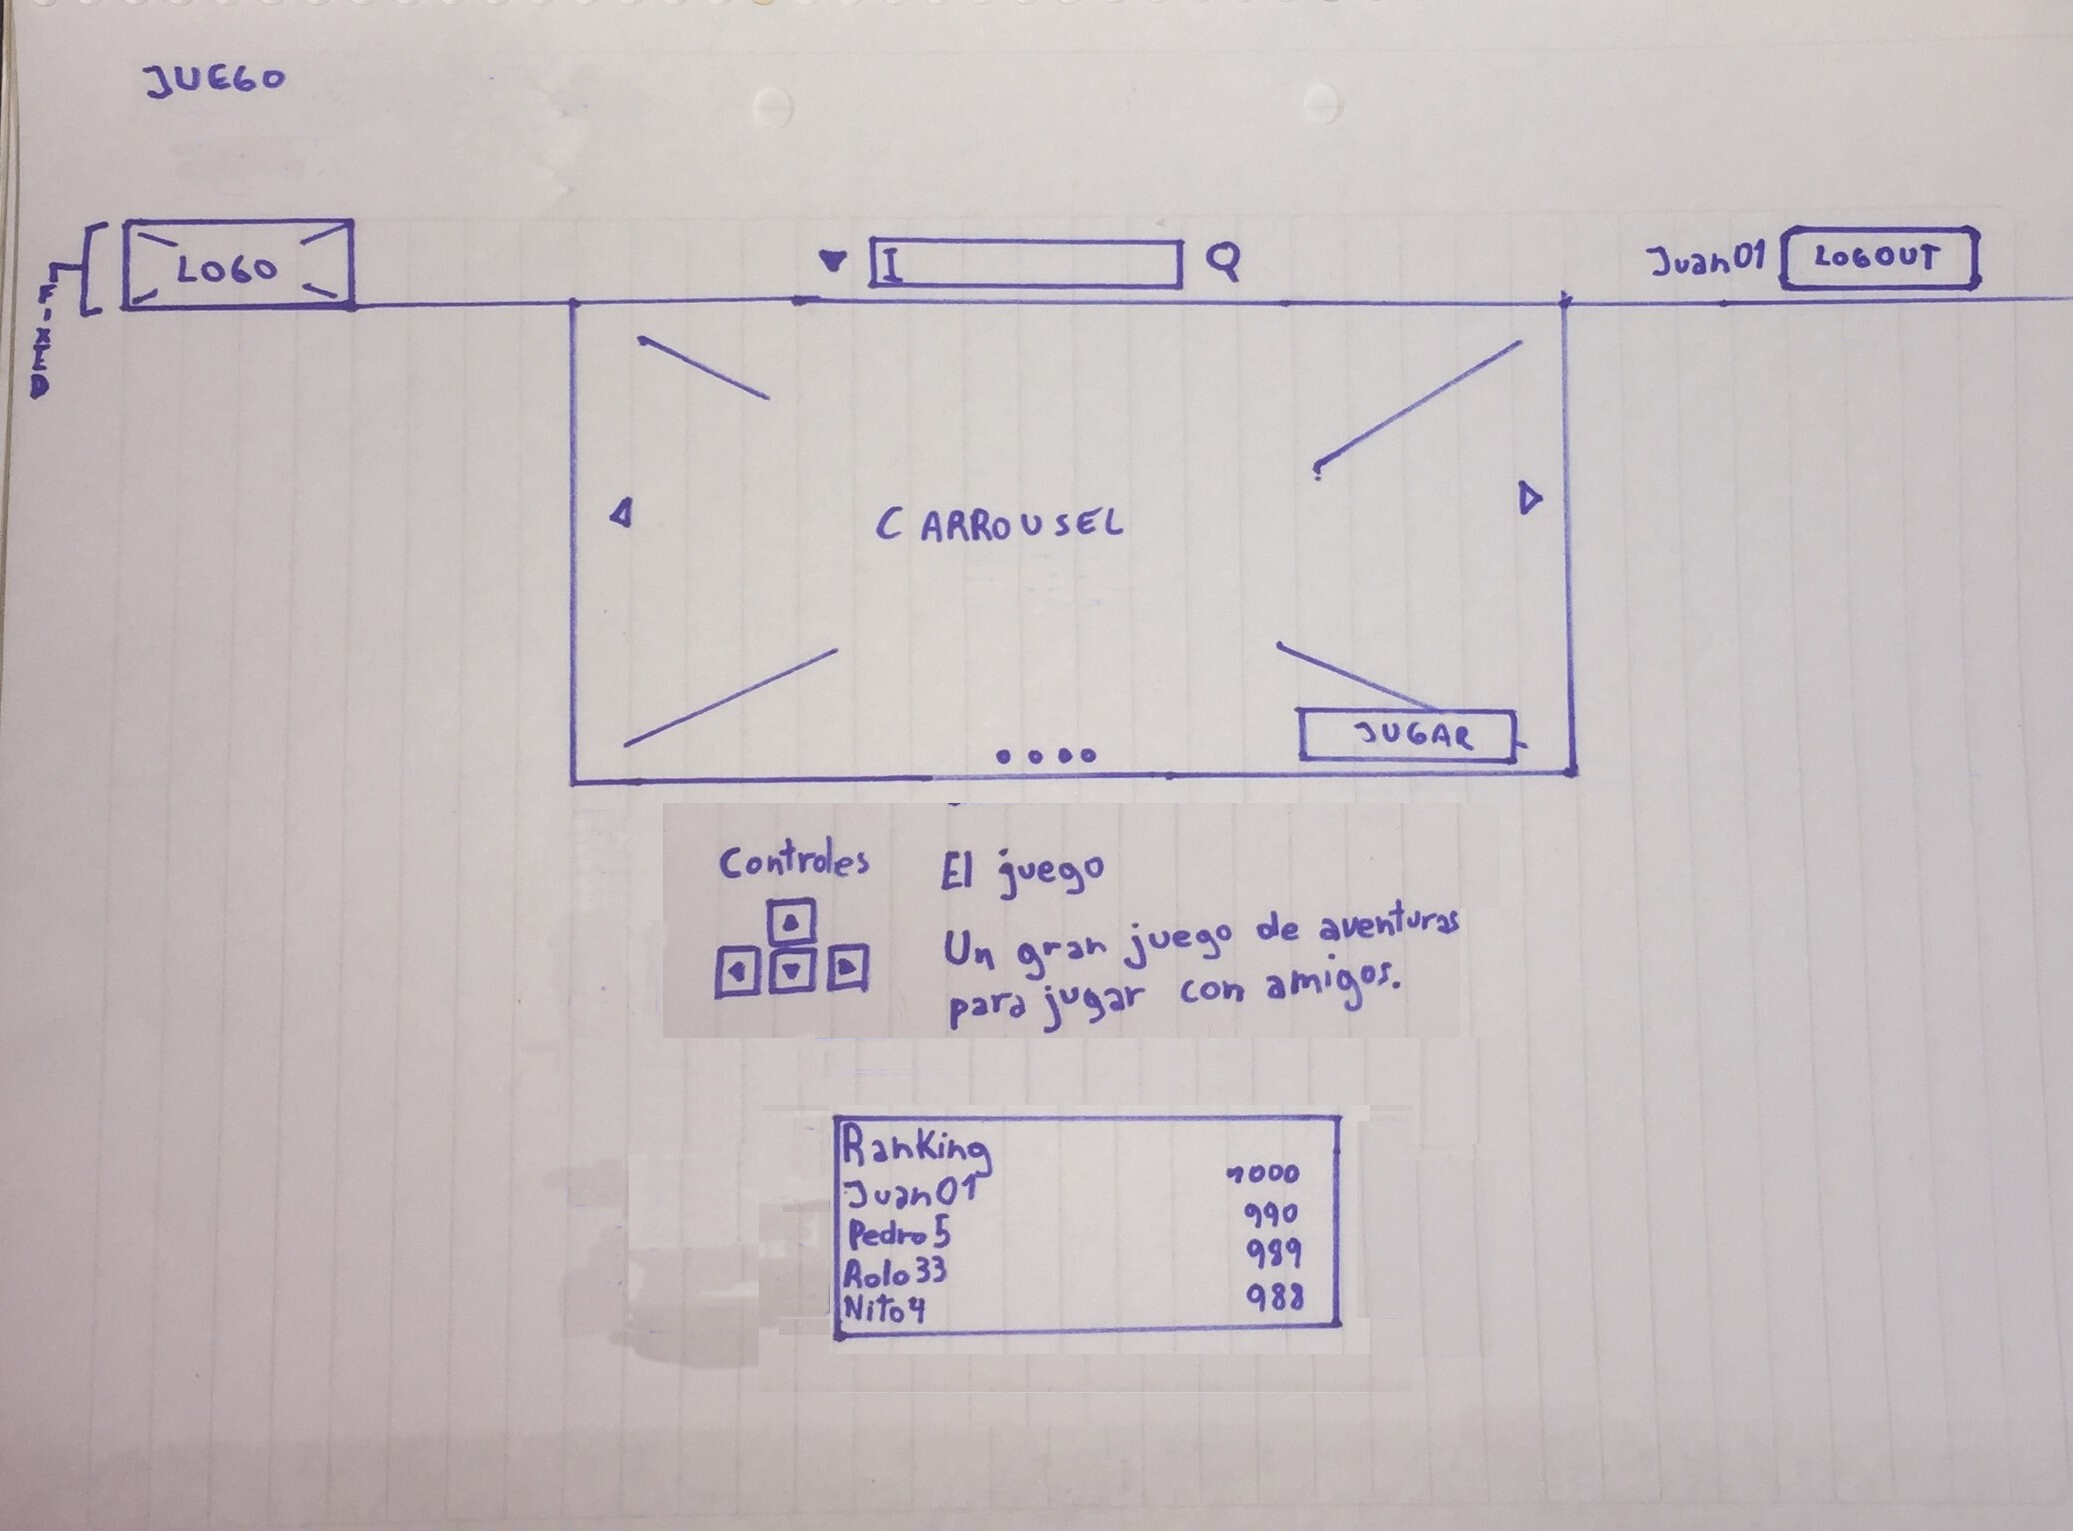 JUEGO
LOGO
I
Juan01 LOGOUT
FIXED
CARROUSEL
JUGAR
Controles
El juego
Un gran juego de aventuras
para jugar con amigos.
Ranking
Juan01 1000
Pedro5 990
Rolo33 989
Nito4 988